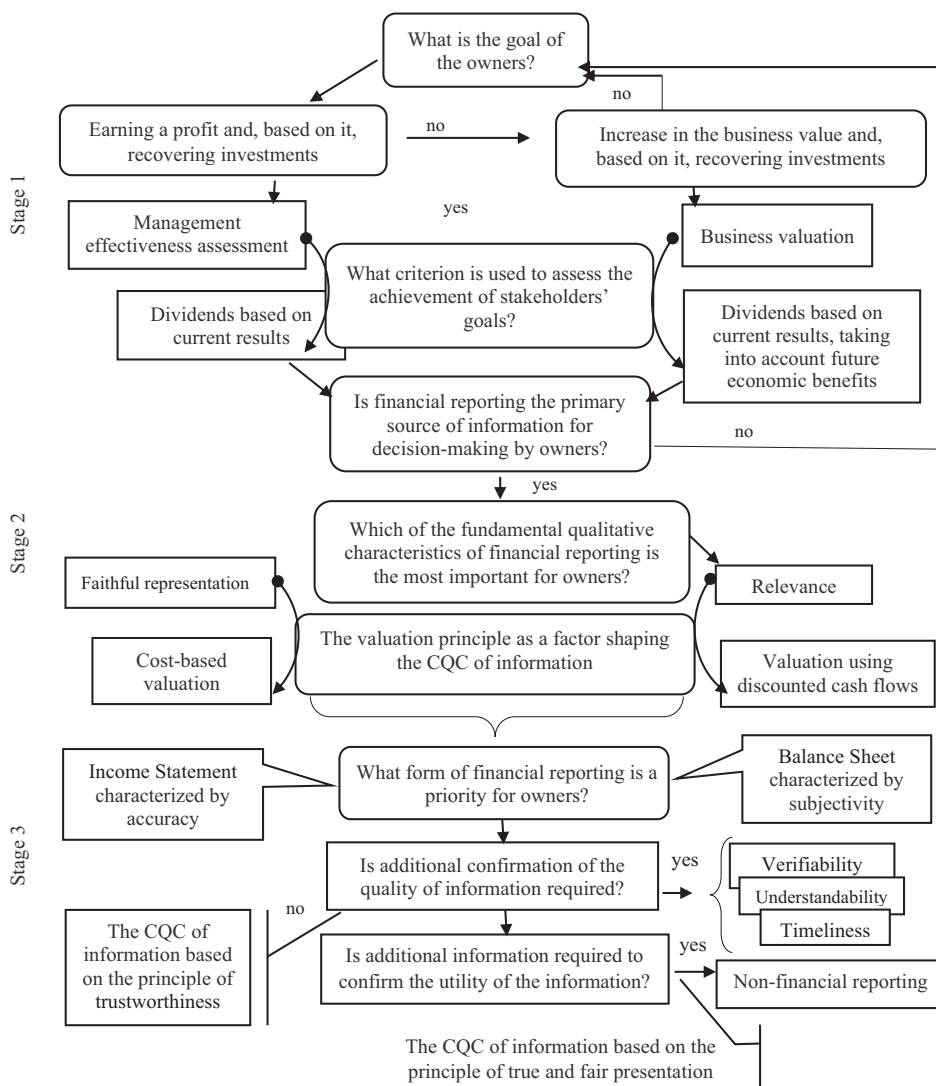 What is the goal of
the owners?
no
Earning a profit and, based on it,
recovering investments
no
Increase in the business value and,
based on it, recovering investments
Stage 1
yes
Management
effectiveness assessment
Business valuation
What criterion is used to assess the
achievement of stakeholders'
goals?
Dividends based on
current results
Dividends based on
current results, taking
into account future
economic benefits
Is financial reporting the primary
source of information for
decision-making by owners?
no
yes
Stage 2
Which of the fundamental qualitative
characteristics of financial reporting is
the most important for owners?
Faithful representation
Relevance
The valuation principle as a factor shaping
the CQC of information
Cost-based
valuation
Valuation using
discounted cash flows
Income Statement
characterized by
accuracy
What form of financial reporting is a
priority for owners?
Balance Sheet
characterized by
subjectivity
Stage 3
Is additional confirmation of the
quality of information required?
yes
Verifiability
Understandability
Timeliness
no
The CQC of
information based
on the principle of
trustworthiness
Is additional information required to
confirm the utility of the information?
yes
Non-financial reporting
The CQC of information based on the
principle of true and fair presentation